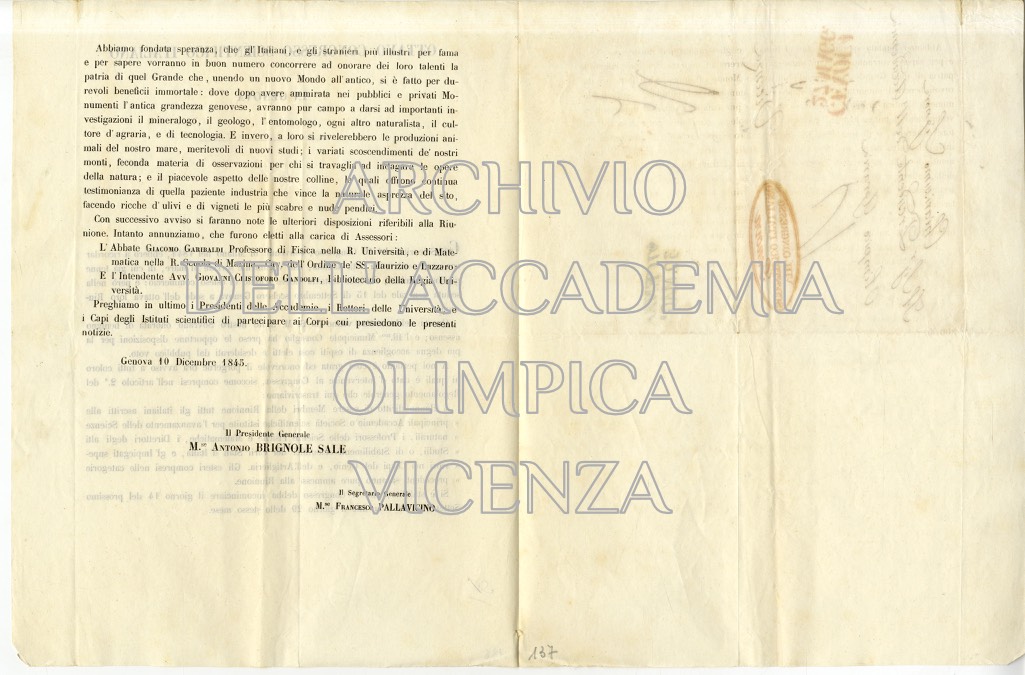 Abbiamo fondata speranza, che gl'Italiani, e gli stranieri più illustri per fama
e per sapere vorranno in buon numero concorrere ad onorare dei loro talenti la
patria di quel Grande che, unendo un nuovo Mondo all'antico, si è fatto per du-
revoli beneficii immortale: dove dopo avere ammirata nei pubblici e privati Mo-
numenti l'antica grandezza genovese, avranno pur campo a darsi ad importanti in-
vestigazioni il mineralogo, il geologo, l'entomologo, ogni altro naturalista, il cul-
tore d'agraria, e di tecnologia. E invero, a loro si rivelerebbero le produzioni ani-
mali del nostro mare, meritevoli di nuovi studi; i variati scoscendimenti de' nostri
monti, feconda materia di osservazioni per chi si travaglia ad indagare le opere
della natura; e il piacevole aspetto delle nostre colline, le quali offrono continua
testimonianza di quella paziente industria che vince la naturale asprezza del sito,
facendo ricche d'ulivi e di vigneti le più scabre e nude pendici.
Con successivo avviso si faranno note le ulteriori disposizioni riferibili alla Riu-
nione. Intanto annunziamo, che furono eletti alla carica di Assessori:
L'Abbate GIACOMO GARIBALDI Professore di Fisica nella R. Università, e di Mate-
matica nella R. Scuola di Marina, Cav. dell'Ordine de' SS. Maurizio e Lazzaro
E l'Intendente AVV. GIOVANNI CRISTOFORO GANDOLFI, Bibliotecario della Regia Uni-
versità.
Preghiamo in ultimo i Presidenti delle Accademie, i Rettori delle Università e
i Capi degli Istituti scientifici di partecipare ai Corpi cui presiedono le presenti
notizie.
Genova 10 Dicembre 1845.
Il Presidente Generale
M.se ANTONIO BRIGNOLE SALE
Il Segretario Generale
M.se FRANCESCO PALLAVICINO
ARCHIVIO
DELL'ACCADEMIA
OLIMPICA
VICENZA
137